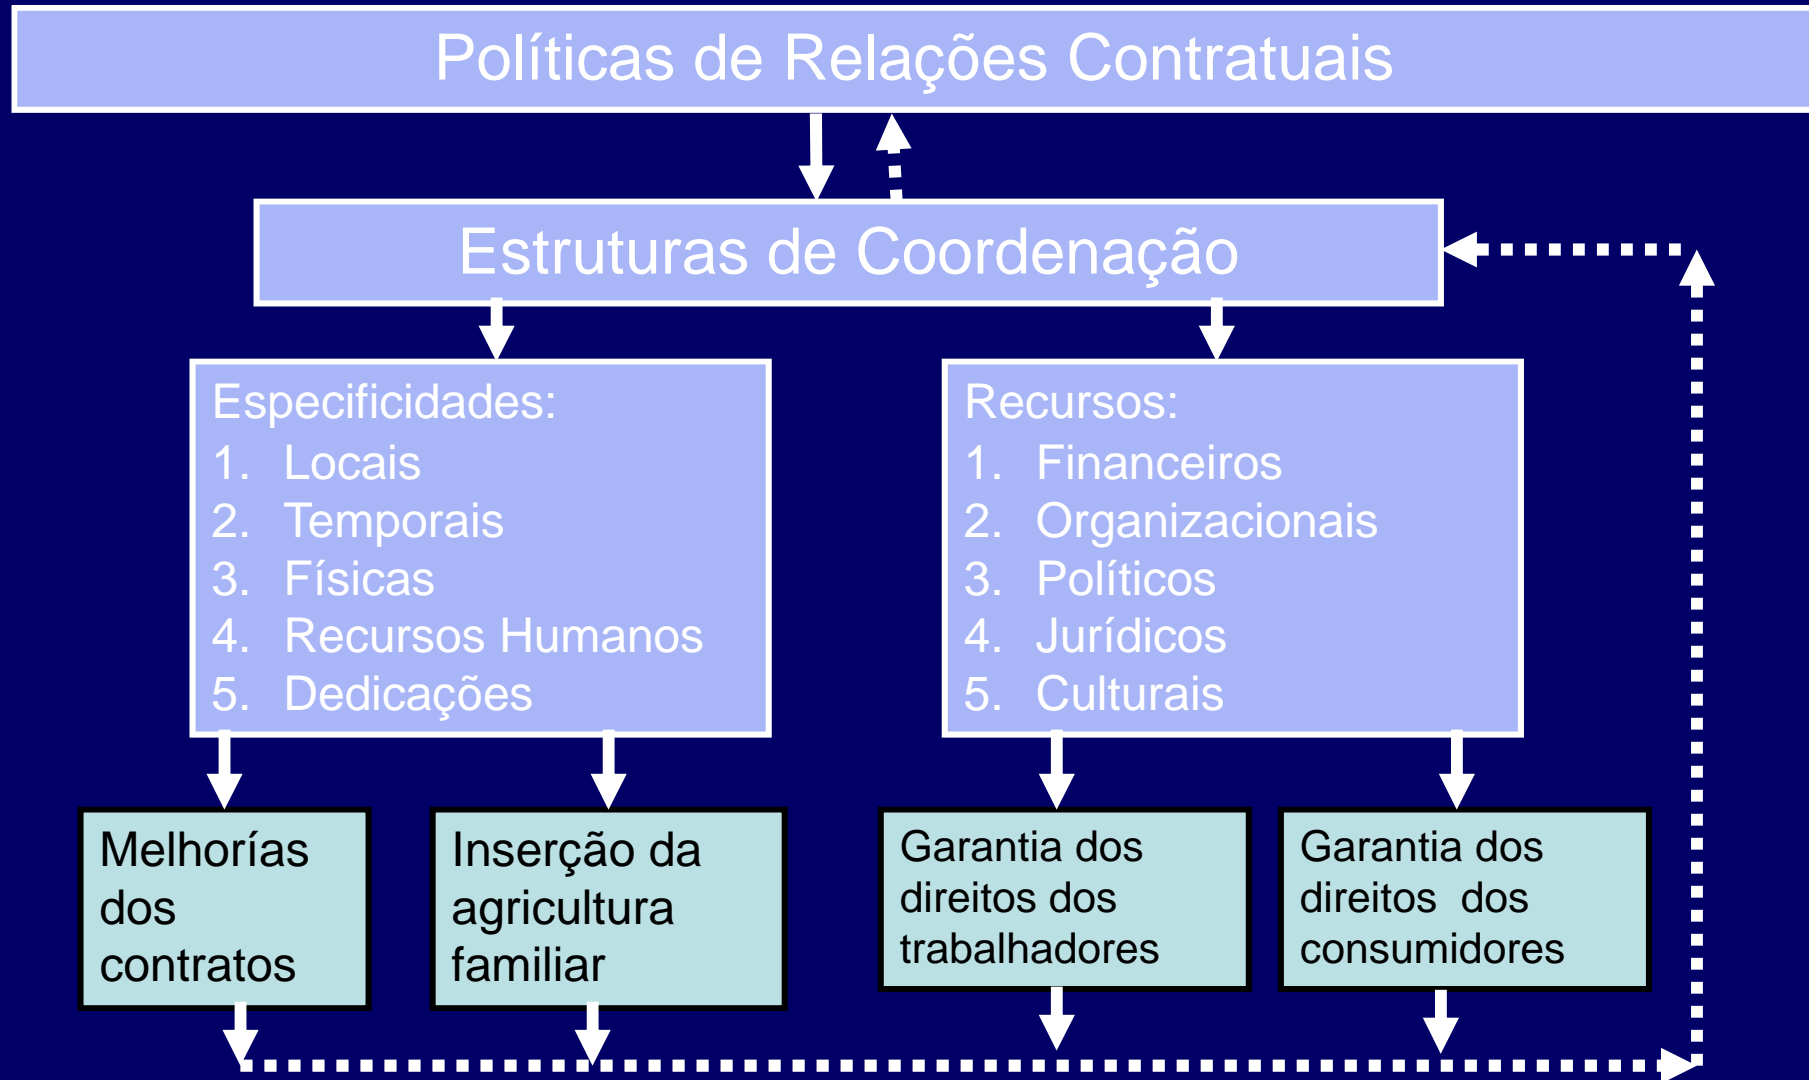 Políticas de Relações Contratuais
Estruturas de Coordenação
Especificidades:
1. Locais
2. Temporais
3. Físicas
4. Recursos Humanos
5. Dedicações
Recursos:
1. Financeiros
2. Organizacionais
3. Políticos
4. Jurídicos
5. Culturais
Melhorías
dos
contratos
Inserção da
agricultura
familiar
Garantia dos
direitos dos
trabalhadores
Garantia dos
direitos  dos
consumidores